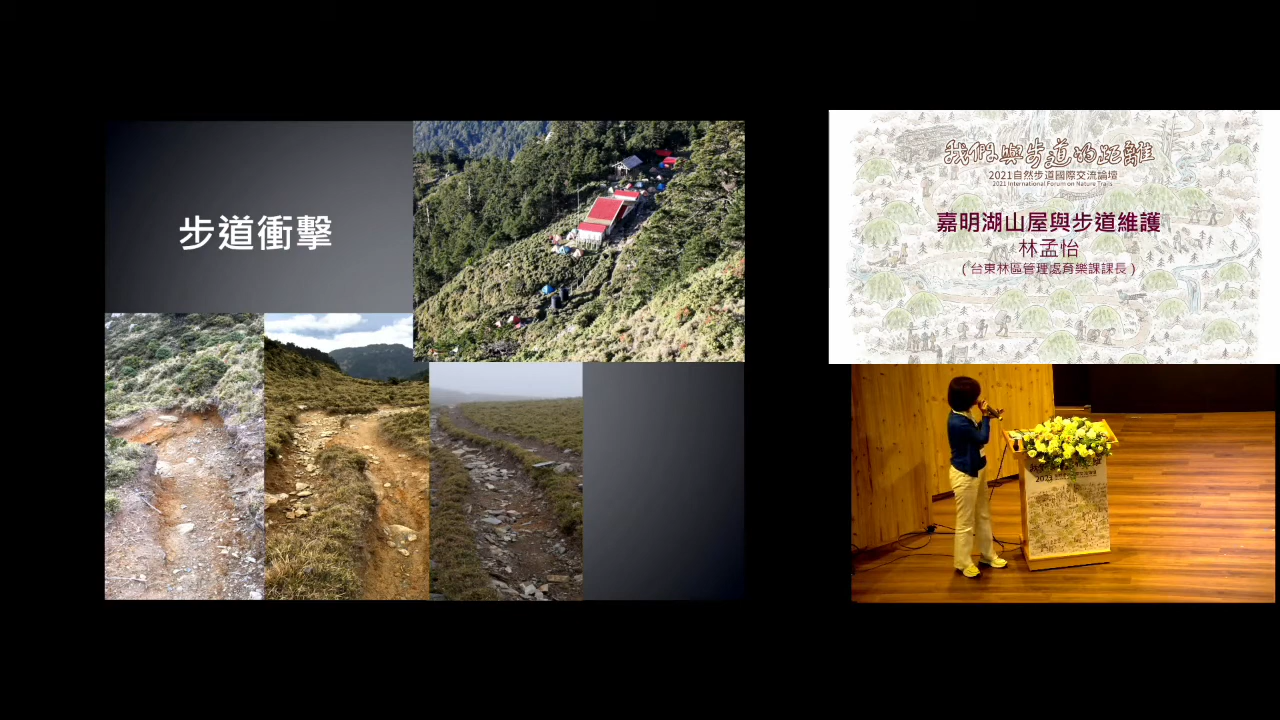 步道衝擊
我們與步道的距離
2021自然步道國際交流論壇
2021 International Forum on Nature Trails
嘉明湖山屋與步道維護
林孟怡
(台東林區管理處育樂課課長)